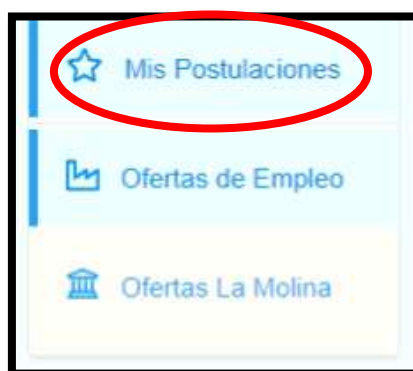 Mis Postulaciones
Ofertas de Empleo
Ofertas La Molina